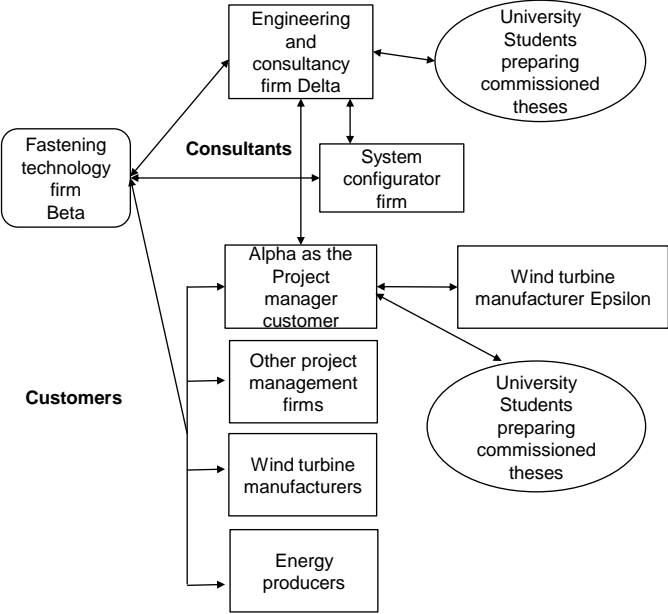 Engineering
and
consultancy
firm Delta
University
Students
preparing
commissioned
theses
Fastening
technology
firm
Beta
Consultants
System
configurator
firm
Alpha as the
Project
manager
customer
Wind turbine
manufacturer Epsilon
Other project
management
firms
Customers
University
Students
preparing
commissioned
theses
Wind turbine
manufacturers
Energy
producers